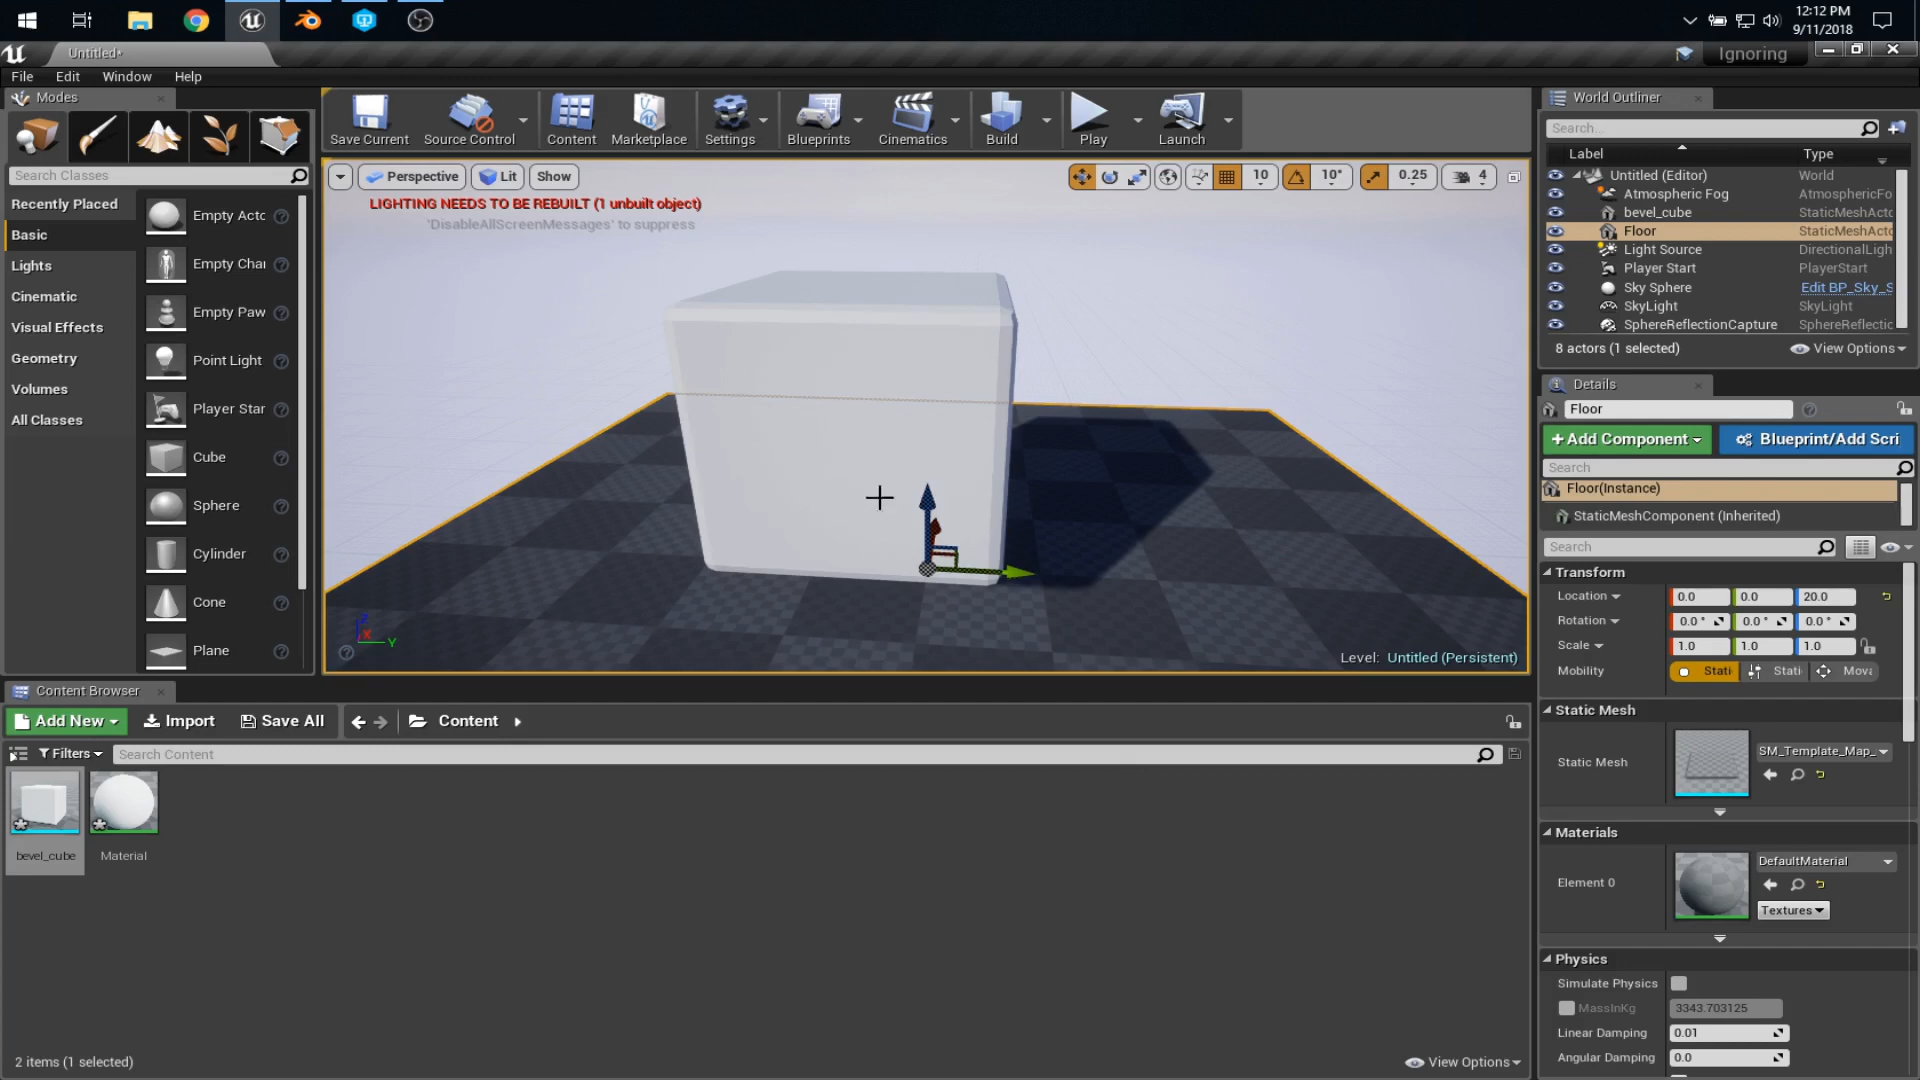 12:12 PM
9/11/2018
Untitled*
Ignoring
File Edit Window Help
Modes
Search Classes
Recently Placed
Basic
Lights
Cinematic
Visual Effects
Geometry
Volumes
All Classes
Empty Acto
Empty Chai
Empty Paw
Point Light
Player Star
Cube
Sphere
Cylinder
Cone
Plane
Save Current
Source Control
Content
Marketplace
Settings
Blueprints
Cinematics
Build
Play
Launch
Perspective Lit Show
10 10° 0.25 4
LIGHTING NEEDS TO BE REBUILT (1 unbuilt object)
'DisableAllScreenMessages' to suppress
Z
X
Y
Level: Untitled (Persistent)
World Outliner
Search...
Label Type
Untitled (Editor) World
Atmospheric Fog AtmosphericFo
bevel_cube StaticMeshActo
Floor StaticMeshActo
Light Source DirectionalLigh
Player Start PlayerStart
Sky Sphere Edit BP_Sky_S
SkyLight SkyLight
SphereReflectionCapture SphereReflectic
8 actors (1 selected) View Options
Details
Floor
+Add Component Blueprint/Add Scri
Search
Floor(Instance)
StaticMeshComponent (Inherited)
Search
Transform
Location 0.0 0.0 20.0
Rotation 0.0 ° 0.0 ° 0.0 °
Scale 1.0 1.0 1.0
Mobility Stati Stati Mova
Static Mesh
Static Mesh SM_Template_Map_
Materials
Element 0 DefaultMaterial
Textures
Physics
Simulate Physics
MassInKg 3343.703125
Linear Damping 0.01
Angular Damping 0.0
Content Browser
Add New Import Save All Content
Filters Search Content
bevel_cube Material
2 items (1 selected) View Options